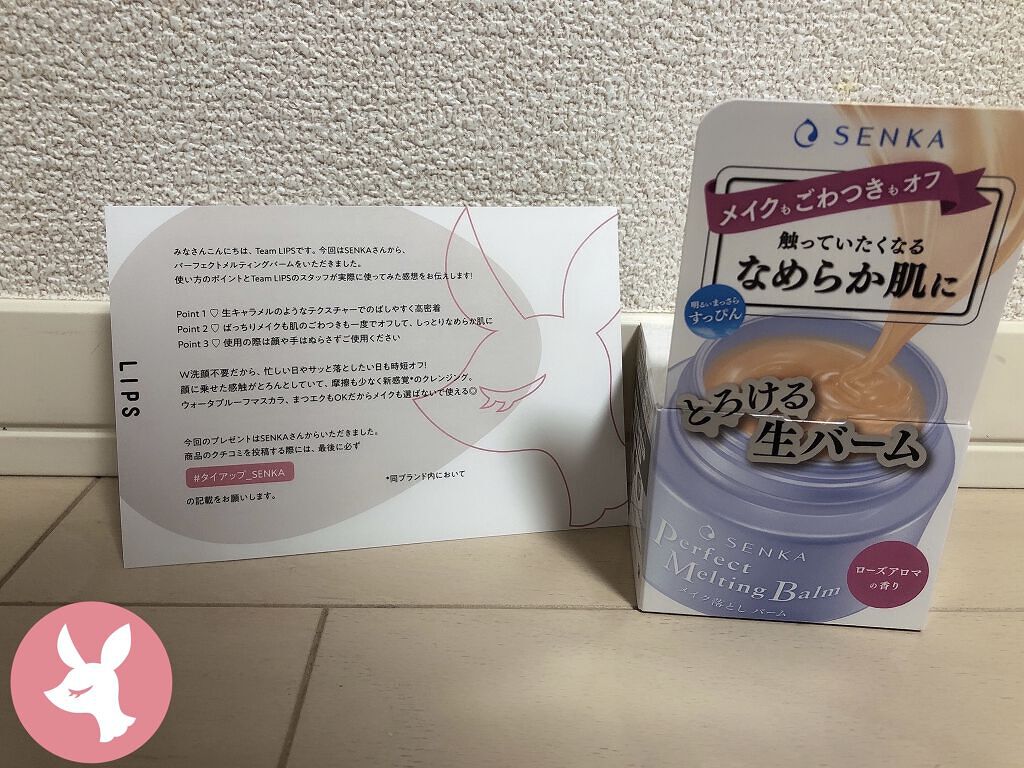 みなさんこんにちは、Team LIPSです。今回はSENKAさんから、
パーフェクトメルティングバームをいただきました。
使い方のポイントとTeam LIPSのスタッフが実際に使ってみた感想をお伝えします!
Point 1 ♡ 生キャラメルのようなテクスチャーでのばしやすく高密着
Point 2 ♡ ばっちりメイクも肌のごわつきも一度でオフして、しっとりなめらか肌に
Point 3 ♡ 使用の際は顔や手はぬらさずご使用ください
W洗顔不要だから、忙しい日やサッと落としたい日も時短オフ!
顔に乗せた感触がとろんとしていて、摩擦も少なく新感覚*のクレンジング。
ウォータプルーフマスカラ、まつエクもOKだからメイクも選ばないで使える◎
今回のプレゼントはSENKAさんからいただきました。
商品のクチコミを投稿する際には、最後に必ず
#タイアップ_SENKA
の記載をお願いします。
*同ブランド内において
LIPS
SENKA
メイクもごわつきもオフ
触っていたくなる
なめらか肌に
明るいまっさら
すっぴん
とろける
生バーム
SENKA
Perfect
Melting Balm
メイク落とし バーム
ローズアロマ
の香り